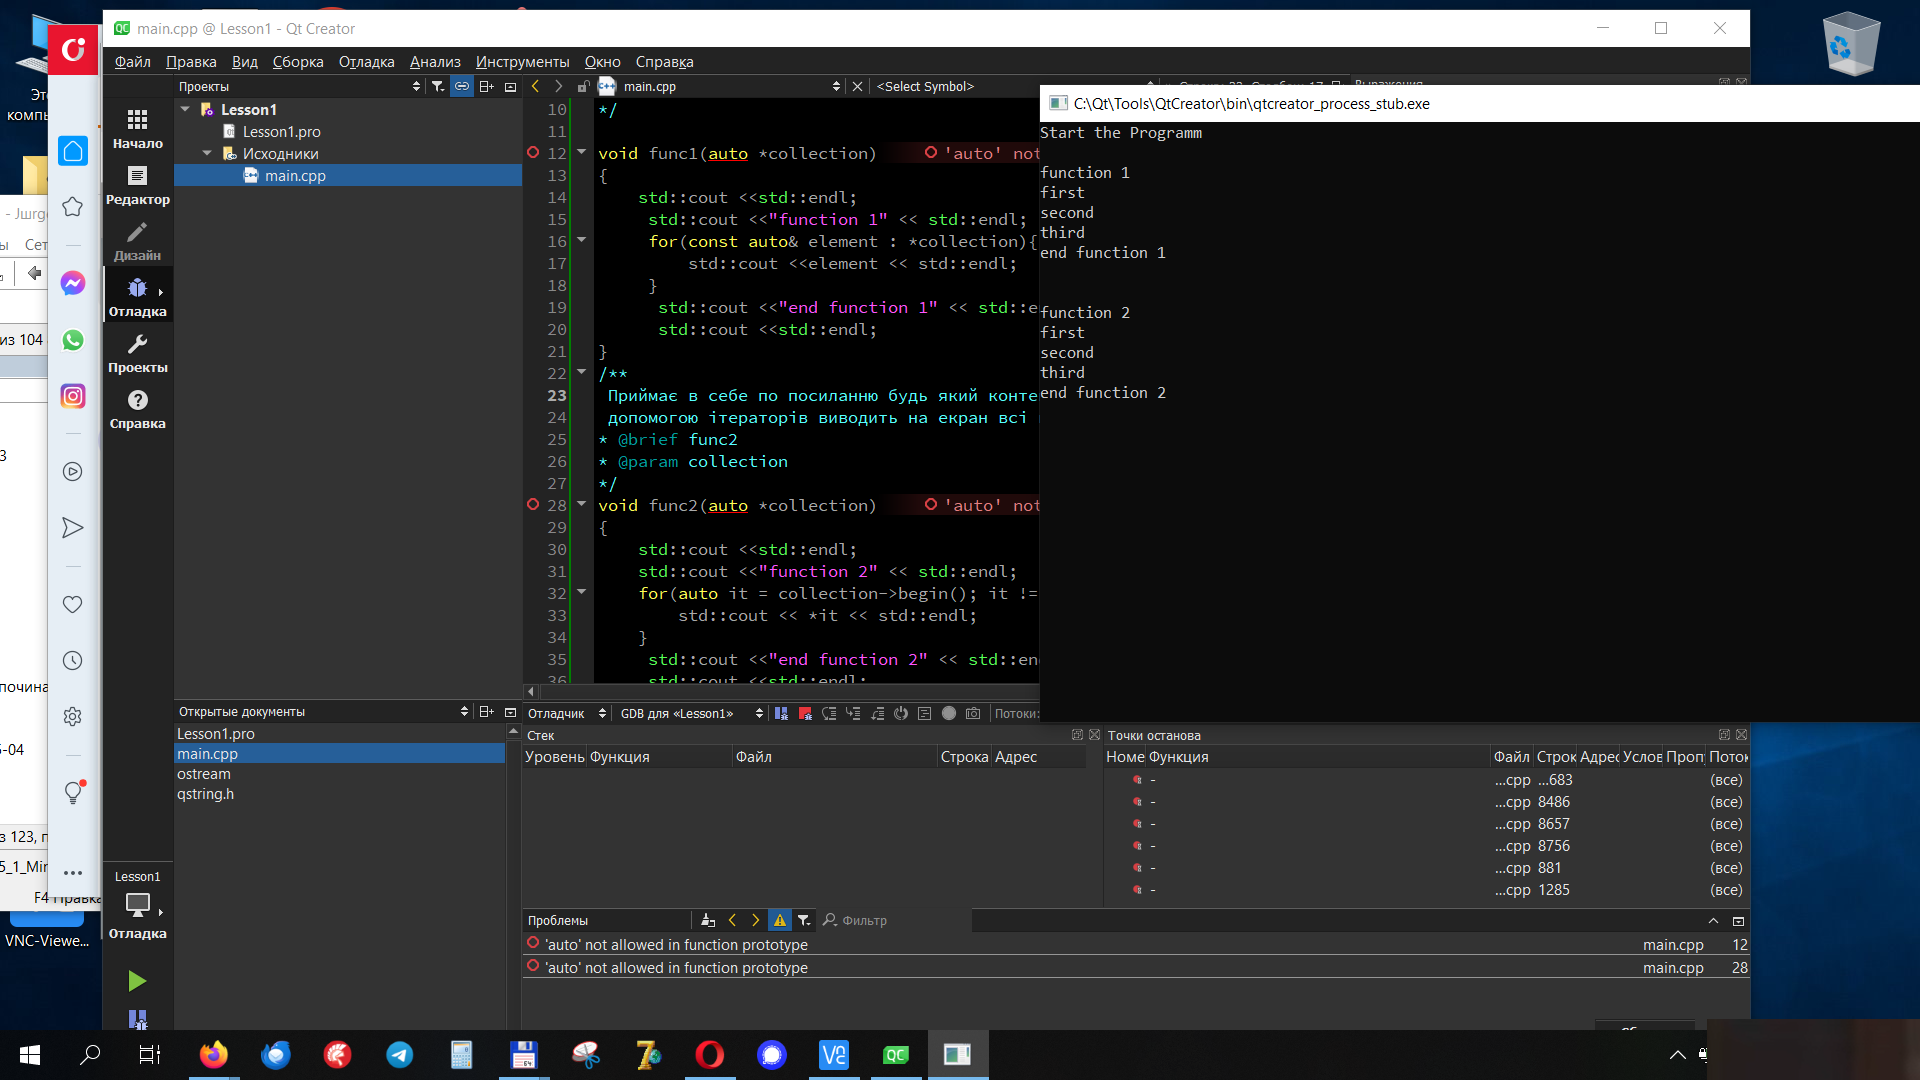 main.cpp @ Lesson1 - Qt Creator
Файл Правка Вид Сборка Отладка Анализ Инструменты Окно Справка
Проекты
main.cpp
<Select Symbol>
Начало
Редактор
Дизайн
Отладка
Проекты
Справка
Lesson1
Lesson1.pro
Исходники
main.cpp
10 */
11
12 void func1(auto *collection) 'auto' not
13 {
14 std::cout <<std::endl;
15 std::cout <<"function 1" << std::endl;
16 for(const auto& element : *collection){
17 std::cout <<element << std::endl;
18 }
19 std::cout <<"end function 1" << std::e
20 std::cout <<std::endl;
21 }
22 /**
23 Приймає в себе по посиланню будь який конте
24 допомогою ітераторів виводить на екран всі
25 * @brief func2
26 * @param collection
27 */
28 void func2(auto *collection) 'auto' not
29 {
30 std::cout <<std::endl;
31 std::cout <<"function 2" << std::endl;
32 for(auto it = collection->begin(); it !=
33 std::cout << *it << std::endl;
34 }
35 std::cout <<"end function 2" << std::en
36 std::cout <<std::endl;
C:\Qt\Tools\QtCreator\bin\qtcreator_process_stub.exe
Start the Programm
function 1
first
second
third
end function 1
function 2
first
second
third
end function 2
Открытые документы
Lesson1.pro
main.cpp
ostream
qstring.h
Отладчик GDB для «Lesson1» Потоки:
Стек
Уровень Функция Файл Строка Адрес
Точки останова
Номе Функция Файл Строк Адрес Услов Проп Поток
- ...cpp ...683 (все)
- ...cpp 8486 (все)
- ...cpp 8657 (все)
- ...cpp 8756 (все)
- ...cpp 881 (все)
- ...cpp 1285 (все)
Проблемы Фильтр
'auto' not allowed in function prototype main.cpp 12
'auto' not allowed in function prototype main.cpp 28
Lesson1
Отладка
Эт
компь
- Jшrg
ы Сет
из 104
3
почина
-04
з 123, п
5_1_Mir
F4 Правка
VNC-Viewe...